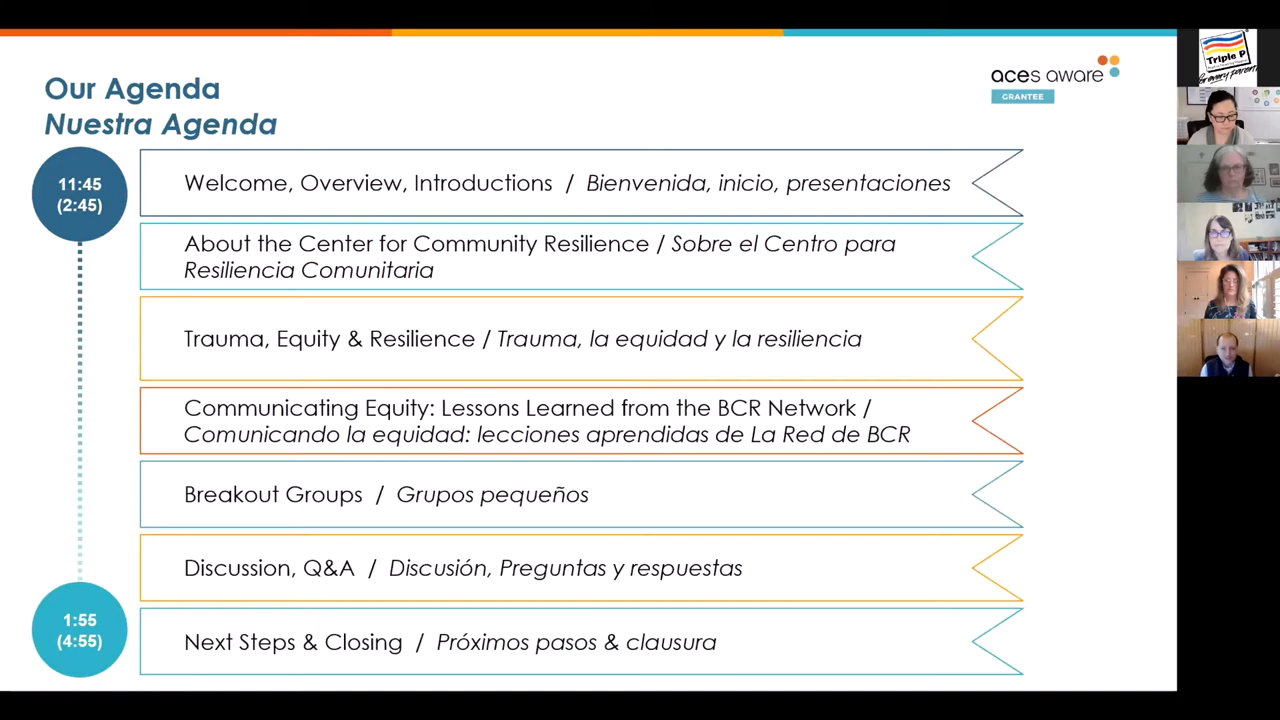 Our Agenda
Nuestra Agenda
aces aware
GRANTEE
11:45
(2:45)
Welcome, Overview, Introductions / Bienvenida, inicio, presentaciones
About the Center for Community Resilience / Sobre el Centro para
Resiliencia Comunitaria
Trauma, Equity & Resilience / Trauma, la equidad y la resiliencia
Communicating Equity: Lessons Learned from the BCR Network /
Comunicando la equidad: lecciones aprendidas de La Red de BCR
Breakout Groups / Grupos pequeños
Discussion, Q&A / Discusión, Preguntas y respuestas
1:55
(4:55)
Next Steps & Closing / Próximos pasos & clausura
Triple P